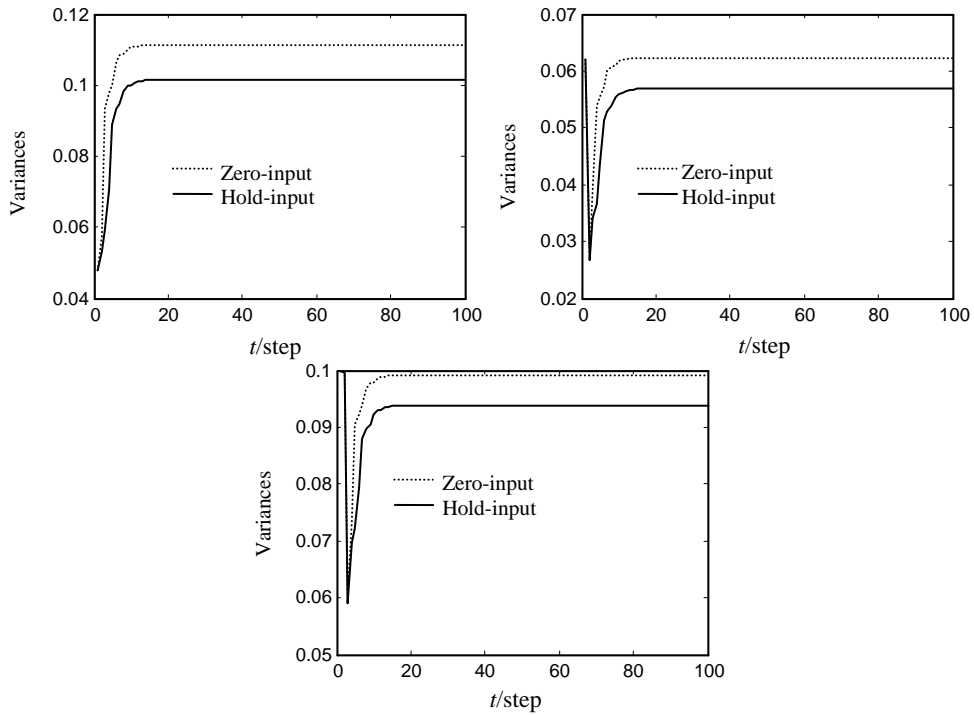 0.12
0.1
0.08
0.06
0.04
Variances
Zero-input
Hold-input
0 20 40 60 80 100
t/step
0.07
0.06
0.05
0.04
0.03
0.02
Variances
Zero-input
Hold-input
0 20 40 60 80 100
t/step
0.1
0.09
0.08
0.07
0.06
0.05
Variances
Zero-input
Hold-input
0 20 40 60 80 100
t/step